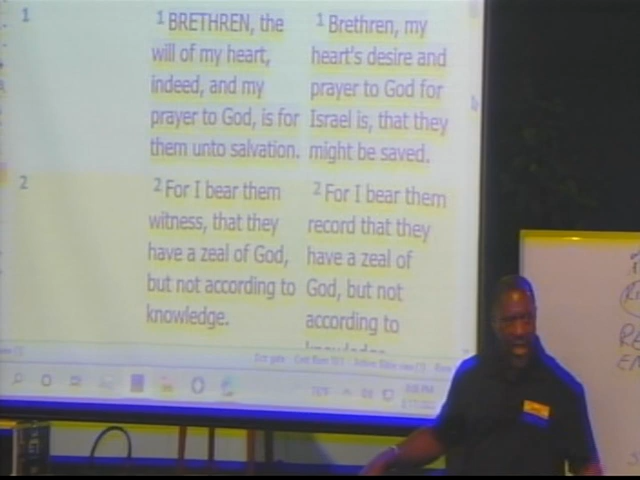 1
1 BRETHREN, the
will of my heart,
indeed, and my
prayer to God, is for
them unto salvation.
1 Brethren, my
heart's desire and
prayer to God for
Israel is, that they
might be saved.
2
2 For I bear them
witness, that they
have a zeal of God,
but not according to
knowledge.
2 For I bear them
record that they
have a zeal of
God, but not
according to
knowledge